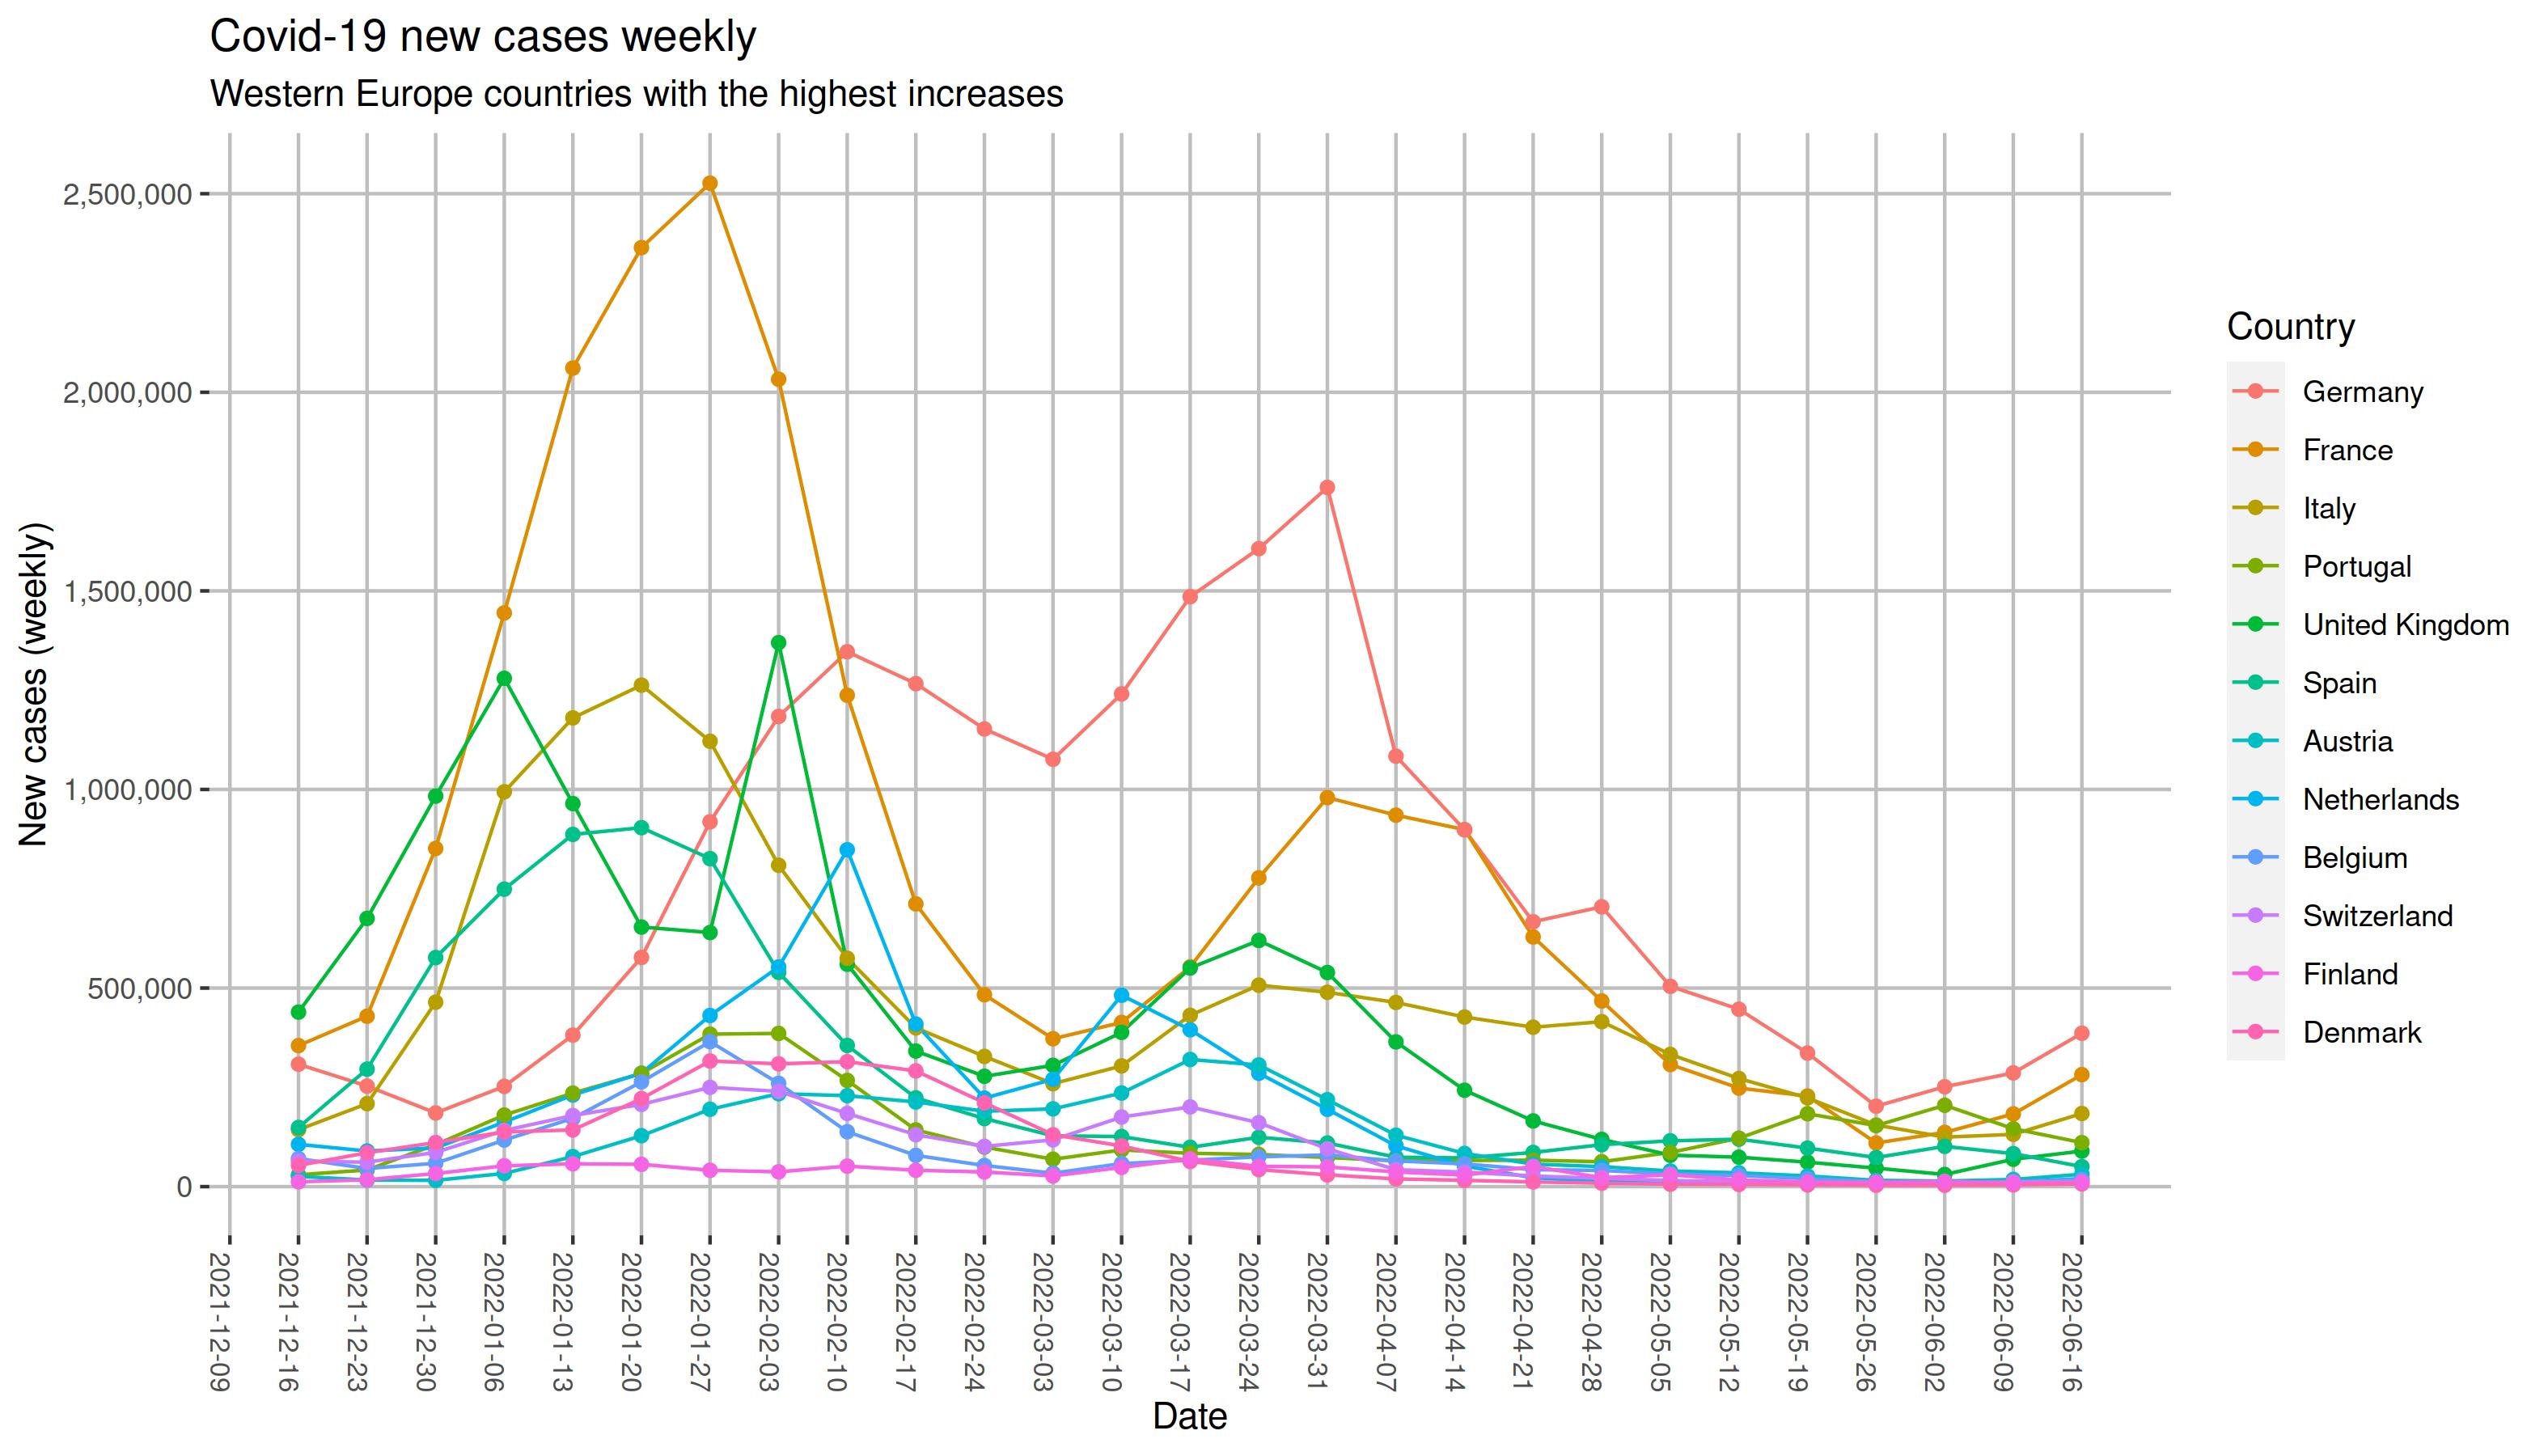 Covid-19 new cases weekly
Western Europe countries with the highest increases
New cases (weekly)
2,500,000
2,000,000
1,500,000
1,000,000
500,000
0
2021-12-09
2021-12-16
2021-12-23
2021-12-30
2022-01-06
2022-01-13
2022-01-20
2022-01-27
2022-02-03
2022-02-10
2022-02-17
2022-02-24
2022-03-03
2022-03-10
2022-03-17
2022-03-24
2022-03-31
2022-04-07
2022-04-14
2022-04-21
2022-04-28
2022-05-05
2022-05-12
2022-05-19
2022-05-26
2022-06-02
2022-06-09
2022-06-16
Date
Country
Germany
France
Italy
Portugal
United Kingdom
Spain
Austria
Netherlands
Belgium
Switzerland
Finland
Denmark